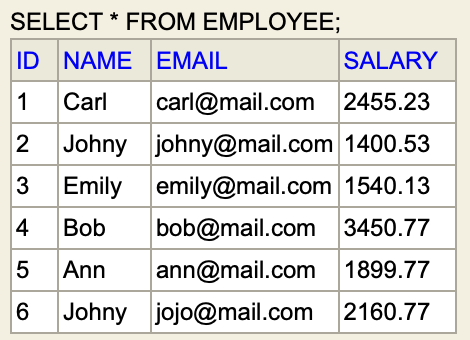 SELECT * FROM EMPLOYEE;
ID NAME EMAIL SALARY
1 Carl carl@mail.com 2455.23
2 Johny johny@mail.com 1400.53
3 Emily emily@mail.com 1540.13
4 Bob bob@mail.com 3450.77
5 Ann ann@mail.com 1899.77
6 Johny jojo@mail.com 2160.77